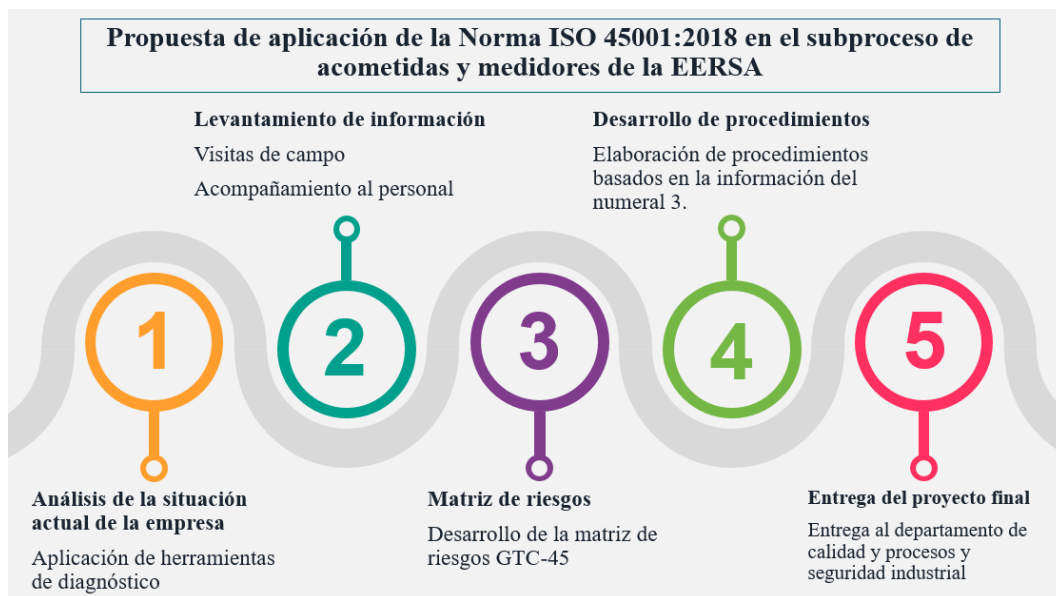 Propuesta de aplicación de la Norma ISO 45001:2018 en el subproceso de
acometidas y medidores de la EERSA
1
Análisis de la situación
actual de la empresa
Aplicación de herramientas
de diagnóstico
Levantamiento de información
Visitas de campo
Acompañamiento al personal
2
3
Matriz de riesgos
Desarrollo de la matriz de
riesgos GTC-45
Desarrollo de procedimientos
Elaboración de procedimientos
basados en la información del
numeral 3.
4
5
Entrega del proyecto final
Entrega al departamento de
calidad y procesos y
seguridad industrial